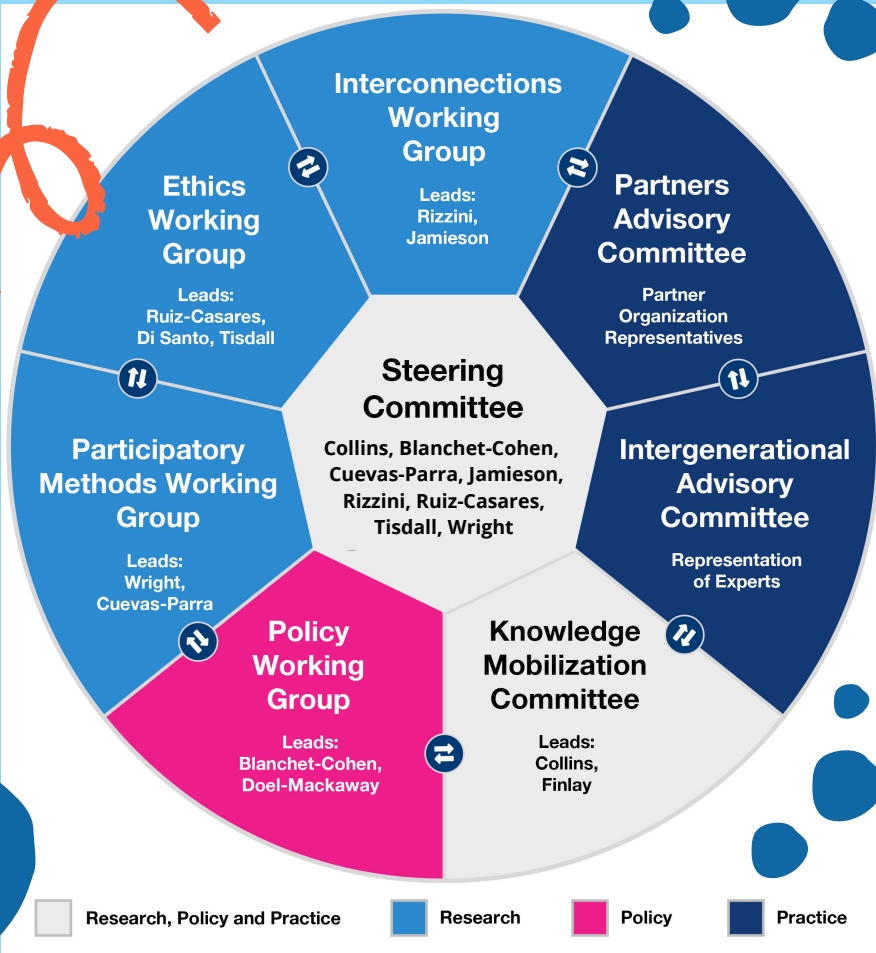 Interconnections
Working
Group
Leads:
Rizzini,
Jamieson
Partners
Advisory
Committee
Partner
Organization
Representatives
Ethics
Working
Group
Leads:
Ruiz-Casares,
Di Santo, Tisdall
Steering
Committee
Collins, Blanchet-Cohen,
Cuevas-Parra, Jamieson,
Rizzini, Ruiz-Casares,
Tisdall, Wright
Participatory
Methods Working
Group
Leads:
Wright,
Cuevas-Parra
Intergenerational
Advisory
Committee
Representation
of Experts
Policy
Working
Group
Leads:
Blanchet-Cohen,
Doel-Mackaway
Knowledge
Mobilization
Committee
Leads:
Collins,
Finlay
Research, Policy and Practice
Research
Policy
Practice